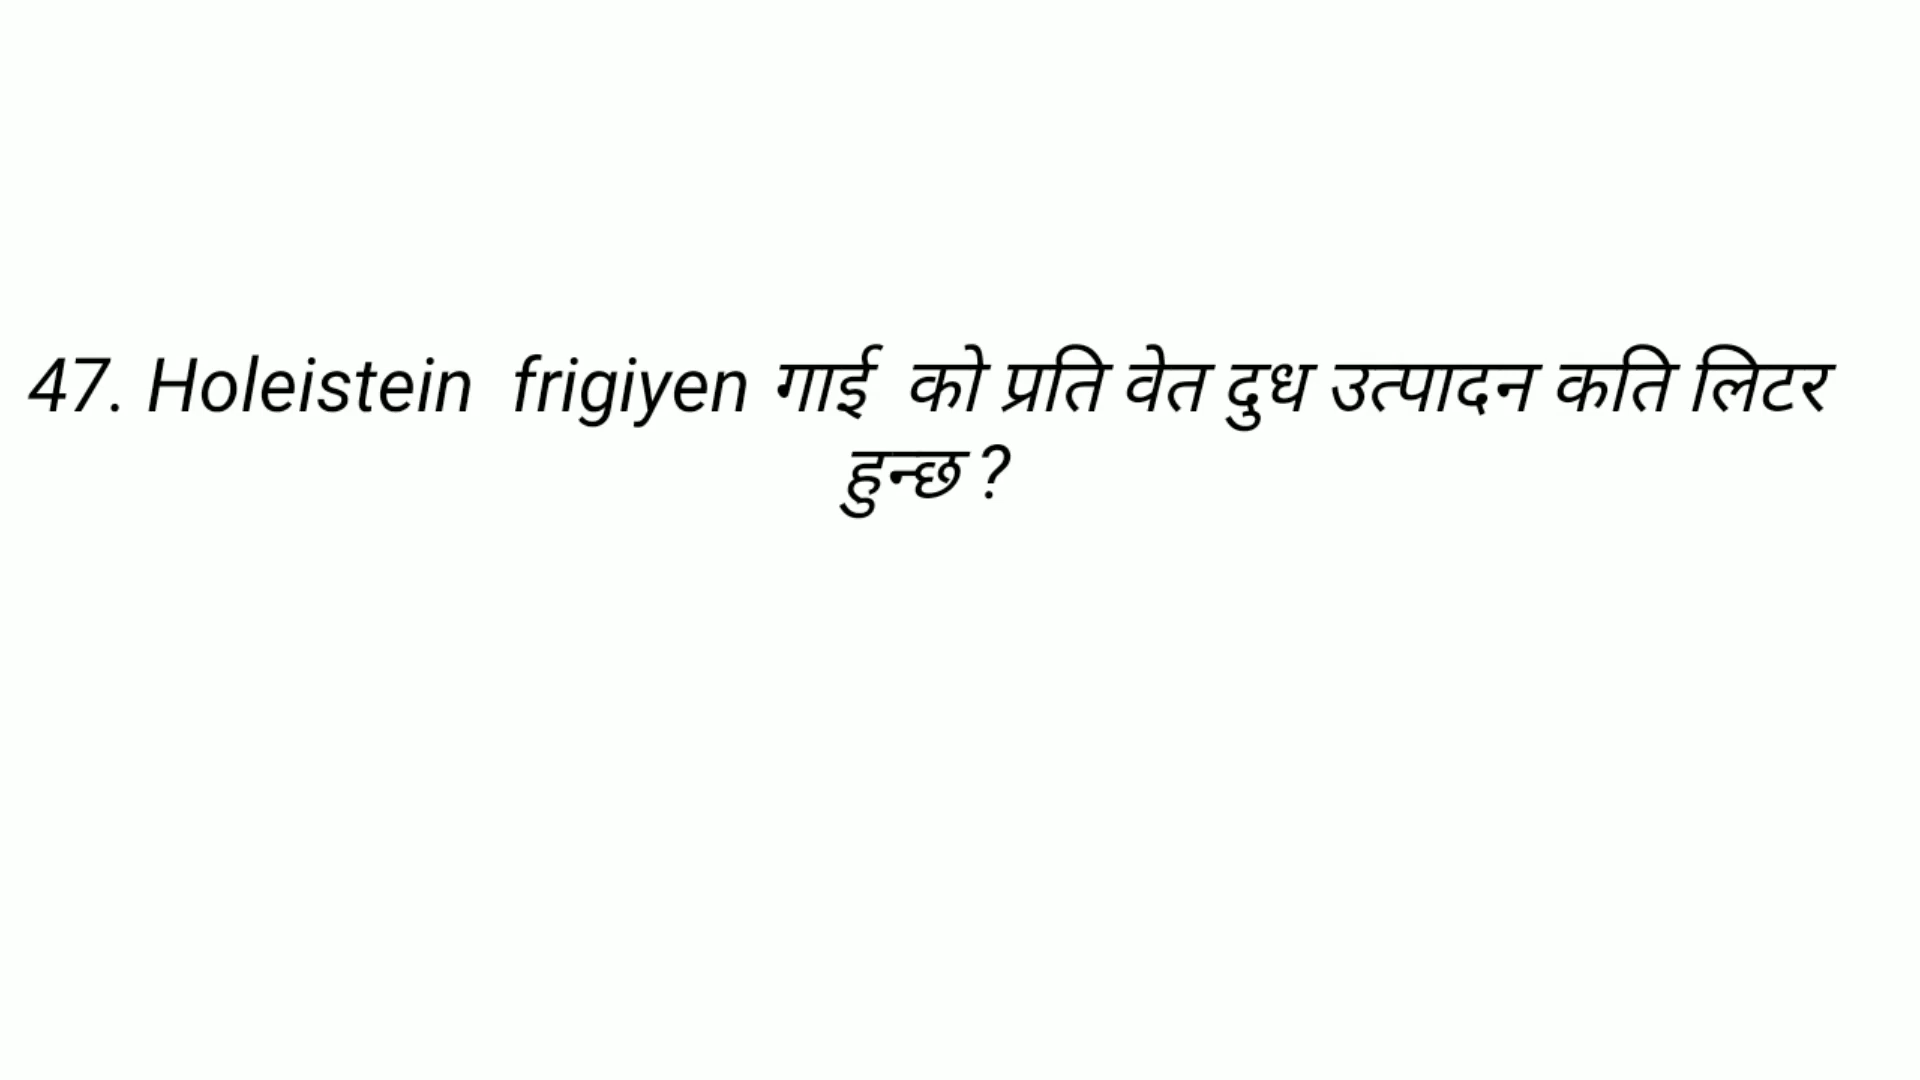 47. Holeistein frigiyen गाई को प्रति वेत दुध उत्पादन कति लिटर
हुन्छ ?